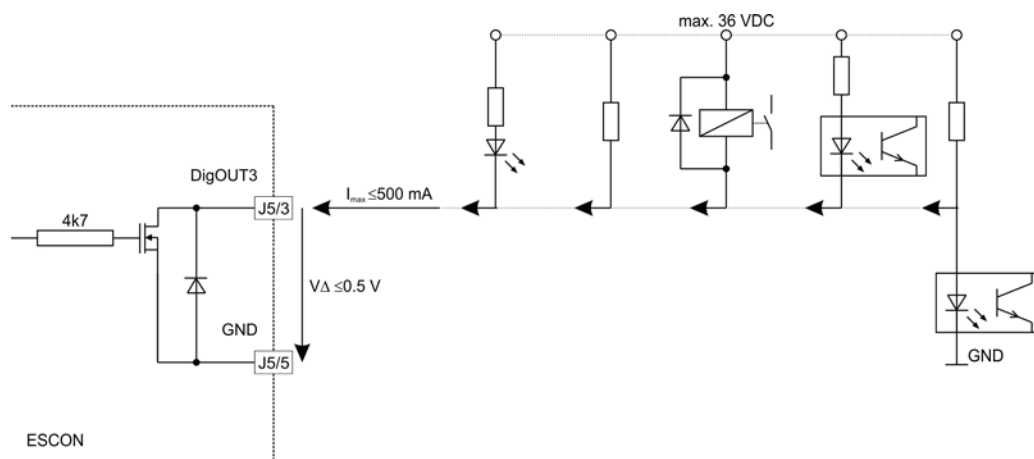 max. 36 VDC
DigOUT3
J5/3
Imax ≤500 mA
4k7
V∆ ≤0.5 V
GND
J5/5
GND
ESCON